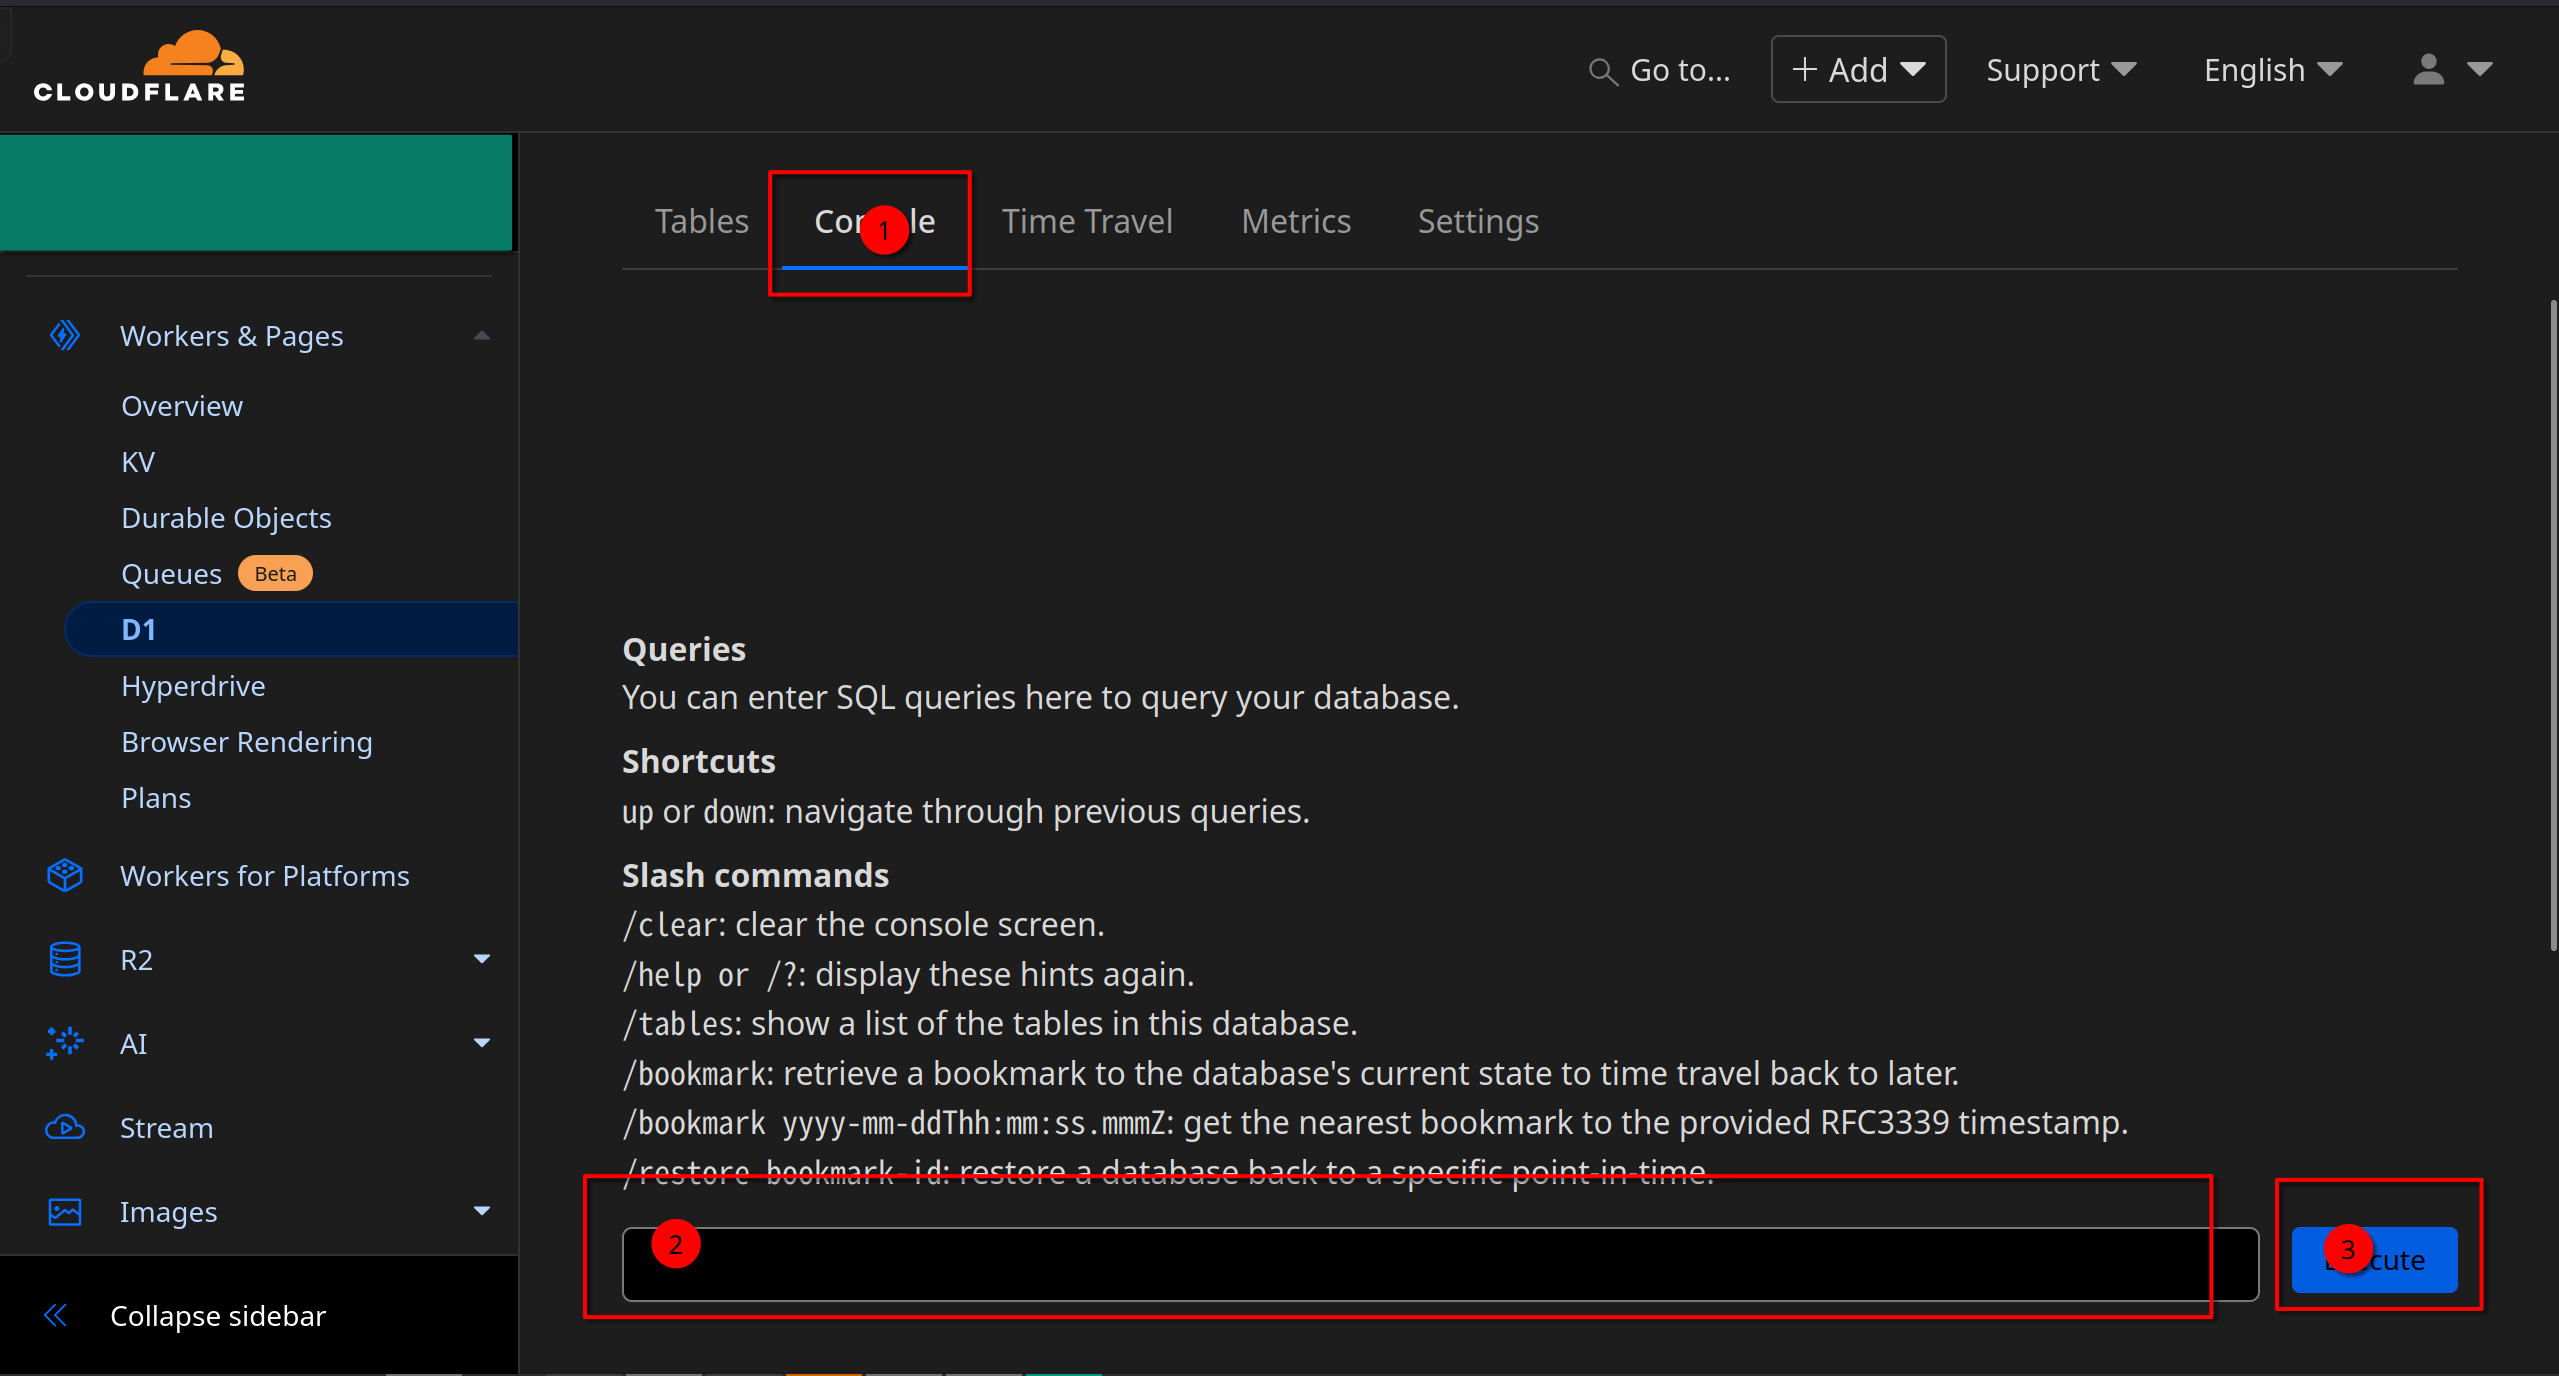 CLOUDFLARE
Go to...
+ Add
Support
English
Tables
Time Travel
Metrics
Settings
1
Workers & Pages
Overview
KV
Durable Objects
Queues Beta
D1
Hyperdrive
Browser Rendering
Plans
Workers for Platforms
R2
AI
Stream
Images
Collapse sidebar
Queries
You can enter SQL queries here to query your database.
Shortcuts
up or down: navigate through previous queries.
Slash commands
/clear: clear the console screen.
/help or /?: display these hints again.
/tables: show a list of the tables in this database.
/bookmark: retrieve a bookmark to the database's current state to time travel back to later.
/bookmark yyyy-mm-ddThh:mm:ss.mmmZ: get the nearest bookmark to the provided RFC3339 timestamp.
/restore bookmark-id: restore a database back to a specific point-in-time.
2
3